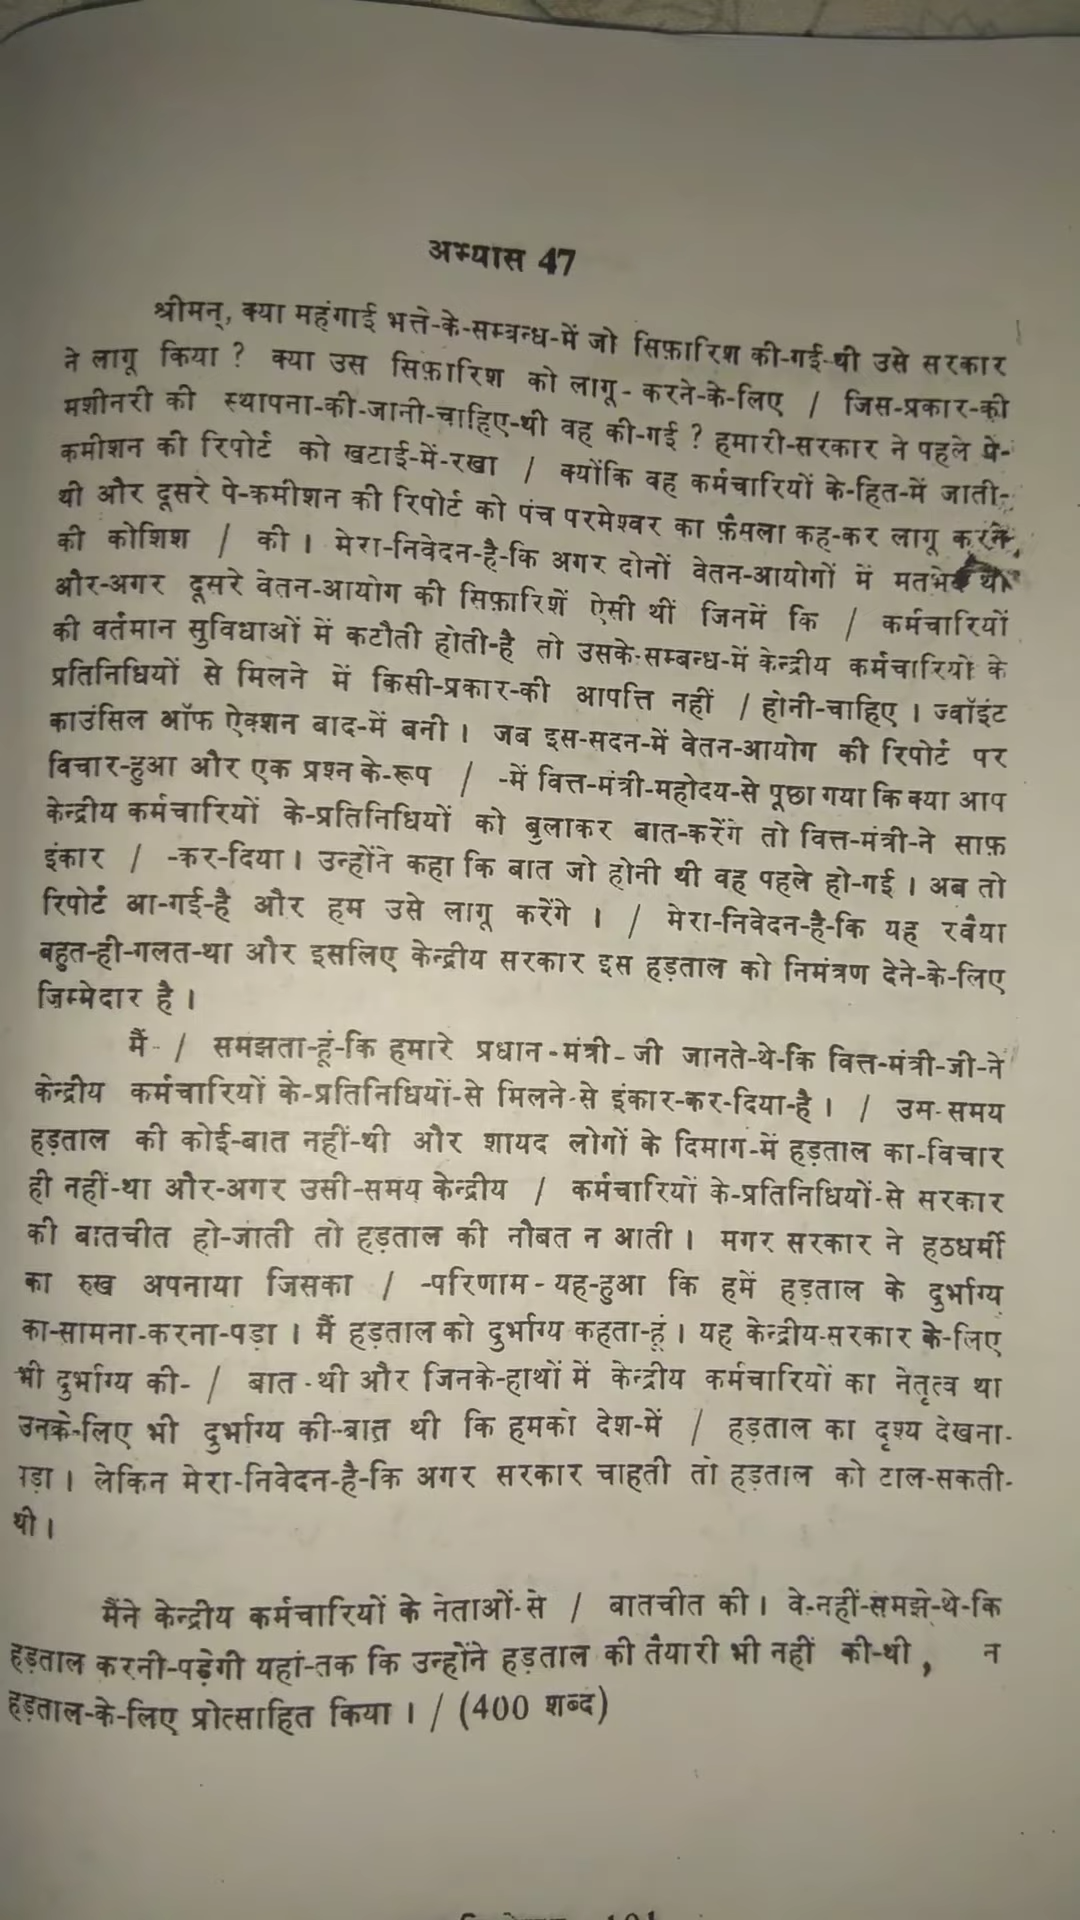 अभ्यास 47
श्रीमन्, क्या महंगाई भत्ते-के-सम्बन्ध-में जो सिफ़ारिश की-गई-थी उसे सरकार
ने लागू किया ? क्या उस सिफ़ारिश को लागू-करने-के-लिए / जिस-प्रकार-की
मशीनरी की स्थापना-की-जानी-चाहिए-थी वह की-गई ? हमारी-सरकार ने पहले पे-
कमीशन की रिपोर्ट को खटाई-में-रखा / क्योंकि वह कर्मचारियों के-हित-में जाती-
थी और दूसरे पे-कमीशन की रिपोर्ट को पंच परमेश्वर का फ़ैसला कह-कर लागू करने
की कोशिश / की । मेरा-निवेदन-है-कि अगर दोनों वेतन-आयोगों में मतभेद था
और-अगर दूसरे वेतन-आयोग की सिफ़ारिशें ऐसी थीं जिनमें कि / कर्मचारियों
की वर्तमान सुविधाओं में कटौती होती-है तो उसके-सम्बन्ध-में केन्द्रीय कर्मचारियों के
प्रतिनिधियों से मिलने में किसी-प्रकार-की आपत्ति नहीं / होनी-चाहिए । ज्वॉइंट
काउंसिल ऑफ ऐक्शन बाद-में बनी । जब इस-सदन-में वेतन-आयोग की रिपोर्ट पर
विचार-हुआ और एक प्रश्न के-रूप / -में वित्त-मंत्री-महोदय-से पूछा गया कि क्या आप
केन्द्रीय कर्मचारियों के-प्रतिनिधियों को बुलाकर बात-करेंगे तो वित्त-मंत्री-ने साफ़
इंकार / -कर-दिया । उन्होंने कहा कि बात जो होनी थी वह पहले हो-गई । अब तो
रिपोर्ट आ-गई-है और हम उसे लागू करेंगे । / मेरा-निवेदन-है-कि यह रवैया
बहुत-ही-गलत-था और इसलिए केन्द्रीय सरकार इस हड़ताल को निमंत्रण देने-के-लिए
ज़िम्मेदार है ।
मैं- / समझता-हूं-कि हमारे प्रधान-मंत्री-जी जानते-थे-कि वित्त-मंत्री-जी-ने
केन्द्रीय कर्मचारियों के-प्रतिनिधियों-से मिलने-से इंकार-कर-दिया-है । / उस-समय
हड़ताल की कोई-बात नहीं-थी और शायद लोगों के दिमाग-में हड़ताल का-विचार
ही नहीं-था और-अगर उसी-समय केन्द्रीय / कर्मचारियों के-प्रतिनिधियों-से सरकार
की बातचीत हो-जाती तो हड़ताल की नौबत न आती । मगर सरकार ने हठधर्मी
का रुख अपनाया जिसका / -परिणाम-यह-हुआ कि हमें हड़ताल के दुर्भाग्य
का-सामना-करना-पड़ा । मैं हड़ताल को दुर्भाग्य कहता-हूं । यह केन्द्रीय-सरकार के-लिए
भी दुर्भाग्य की- / बात-थी और जिनके-हाथों में केन्द्रीय कर्मचारियों का नेतृत्व था
उनके-लिए भी दुर्भाग्य की-बात थी कि हमको देश-में / हड़ताल का दृश्य देखना-
पड़ा । लेकिन मेरा-निवेदन-है-कि अगर सरकार चाहती तो हड़ताल को टाल-सकती-
थी ।
मैंने केन्द्रीय कर्मचारियों के नेताओं-से / बातचीत की । वे-नहीं-समझे-थे-कि
हड़ताल करनी-पड़ेगी यहां-तक कि उन्होंने हड़ताल की तैयारी भी नहीं की-थी , न
हड़ताल-के-लिए प्रोत्साहित किया । / (400 शब्द)